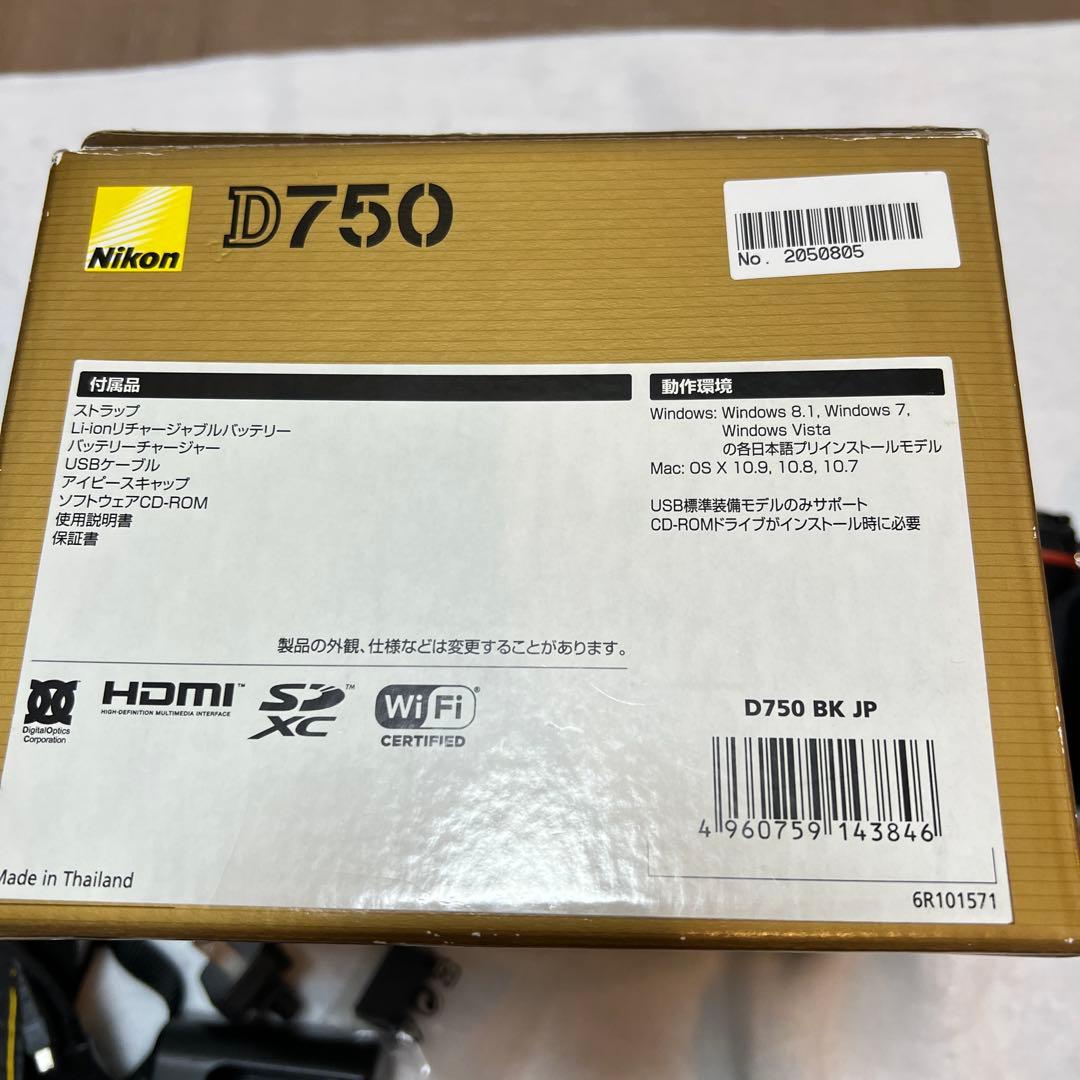 Nikon
D750
No. 2050805
付属品
ストラップ
Li-ionリチャージャブルバッテリー
バッテリーチャージャー
USBケーブル
アイピースキャップ
ソフトウェアCD-ROM
使用説明書
保証書
動作環境
Windows: Windows 8.1, Windows 7,
Windows Vista
の各日本語プリインストールモデル
Mac: OS X 10.9, 10.8, 10.7
USB標準装備モデルのみサポート
CD-ROMドライブがインストール時に必要
製品の外観、仕様などは変更することがあります。
DigitalOptics
Corporation
HDMI™
HIGH-DEFINITION MULTIMEDIA INTERFACE
SD™
XC
Wi Fi®
CERTIFIED
D750 BK JP
4 960759 143846
Made in Thailand
6R101571